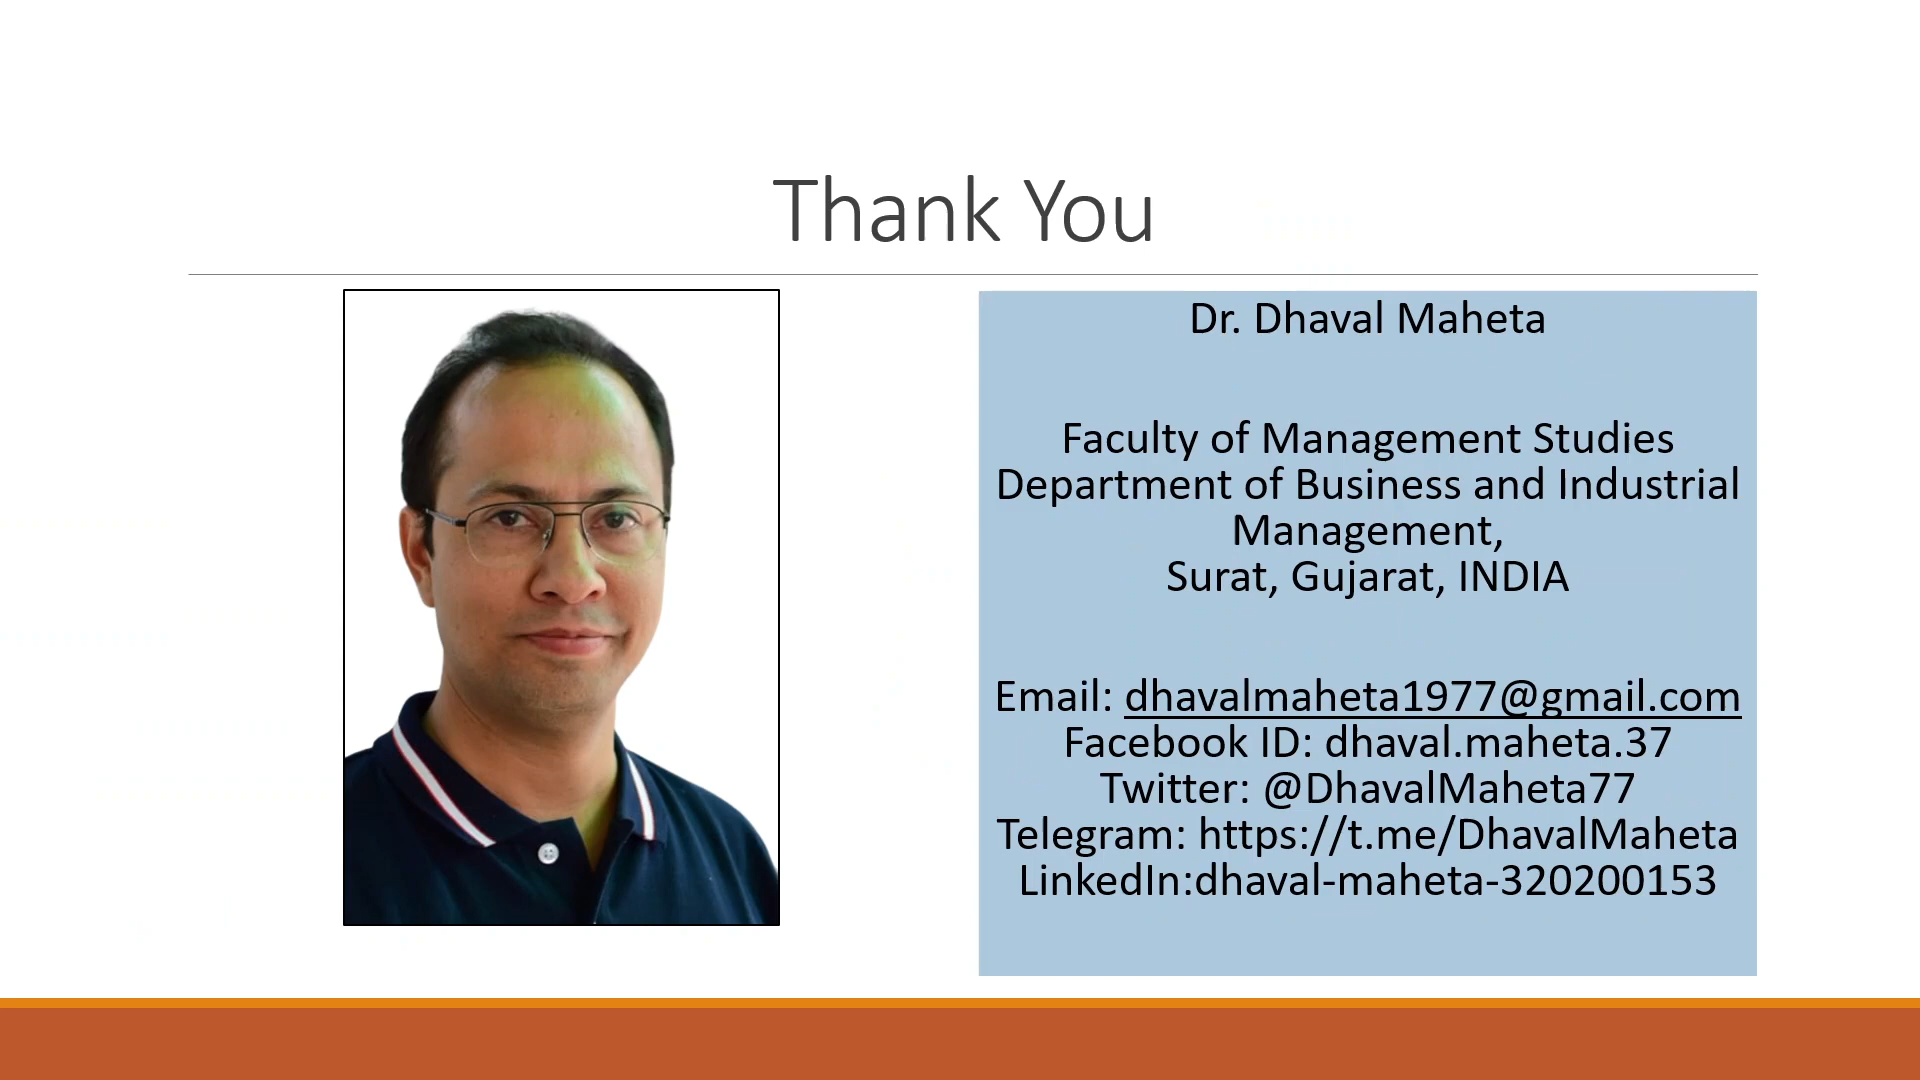 Thank You
Dr. Dhaval Maheta
Faculty of Management Studies
Department of Business and Industrial
Management,
Surat, Gujarat, INDIA
Email: dhavalmaheta1977@gmail.com
Facebook ID: dhaval.maheta.37
Twitter: @DhavalMaheta77
Telegram: https://t.me/DhavalMaheta
LinkedIn:dhaval-maheta-320200153